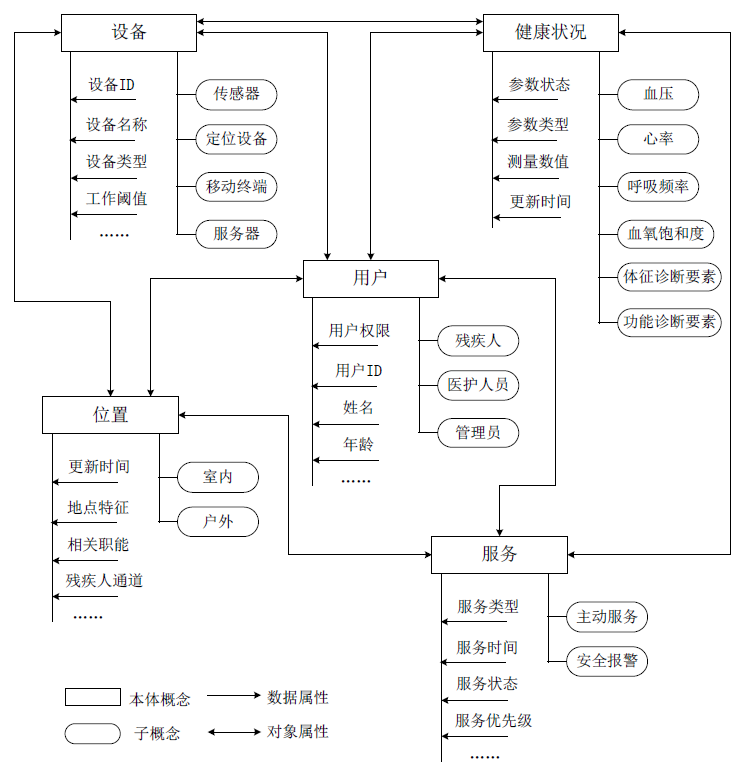 设备
设备ID
设备名称
设备类型
工作阈值
……
传感器
定位设备
移动终端
服务器
健康状况
参数状态
参数类型
测量数值
更新时间
血压
心率
呼吸频率
血氧饱和度
体征诊断要素
功能诊断要素
用户
用户权限
用户ID
姓名
年龄
……
残疾人
医护人员
管理员
位置
更新时间
地点特征
相关职能
残疾人通道
……
室内
户外
服务
服务类型
服务时间
服务状态
服务优先级
……
主动服务
安全报警
本体概念
数据属性
子概念
对象属性